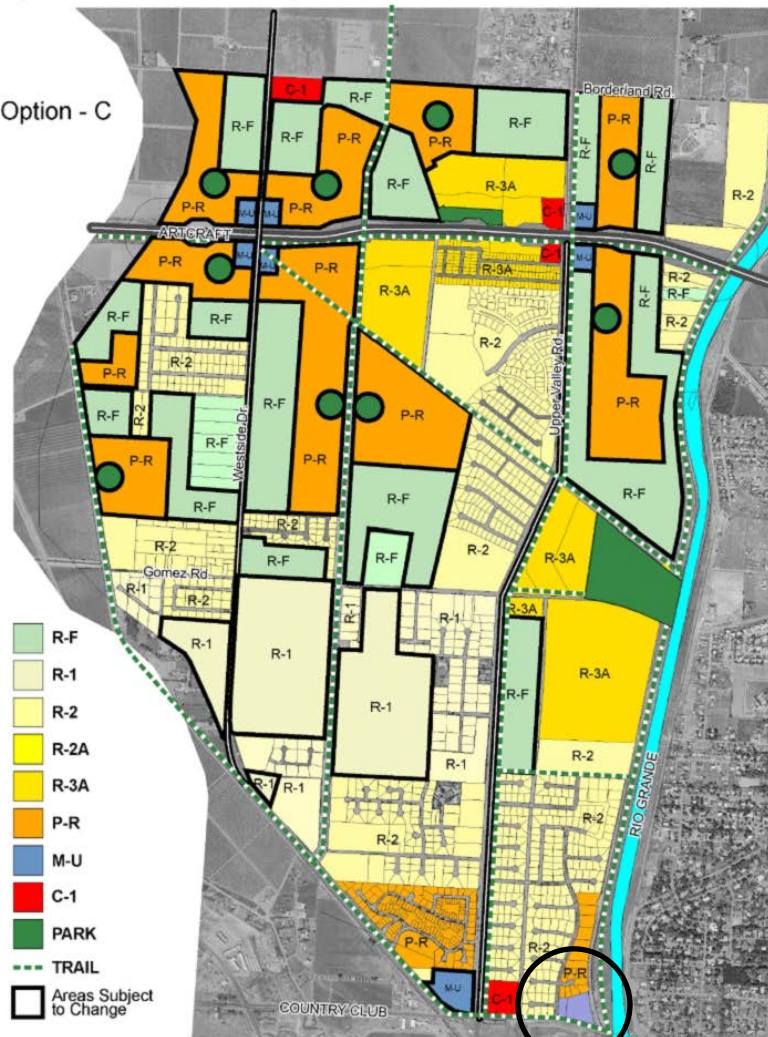 Option - C
Borderland Rd.
C-1
R-F
R-F
R-F
R-F
P-R
P-R
R-F
P-R
R-F
R-F
R-3A
R-2
P-R
P-R
M-U
M-U
C-1
M-U
ARTCRAFT
P-R
M-U
M-U
P-R
R-3A
C-1
M-U
R-3A
R-2
R-F
R-2
R-F
R-F
R-F
R-2
R-2
Upper Valley Rd.
P-R
R-F
P-R
P-R
P-R
R-F
R-2
R-F
Westside Dr.
P-R
R-F
R-F
R-F
R-2
R-2
R-2
R-F
R-F
R-3A
Gomez Rd.
R-1
R-2
R-1
R-1
R-3A
R-1
R-1
R-3A
R-F
R-1
R-1
R-2
R-1
R-1
RIO GRANDE
R-2
R-2
P-R
R-2
P-R
M-U
C-1
COUNTRY CLUB
R-F
R-1
R-2
R-2A
R-3A
P-R
M-U
C-1
PARK
TRAIL
Areas Subject
to Change